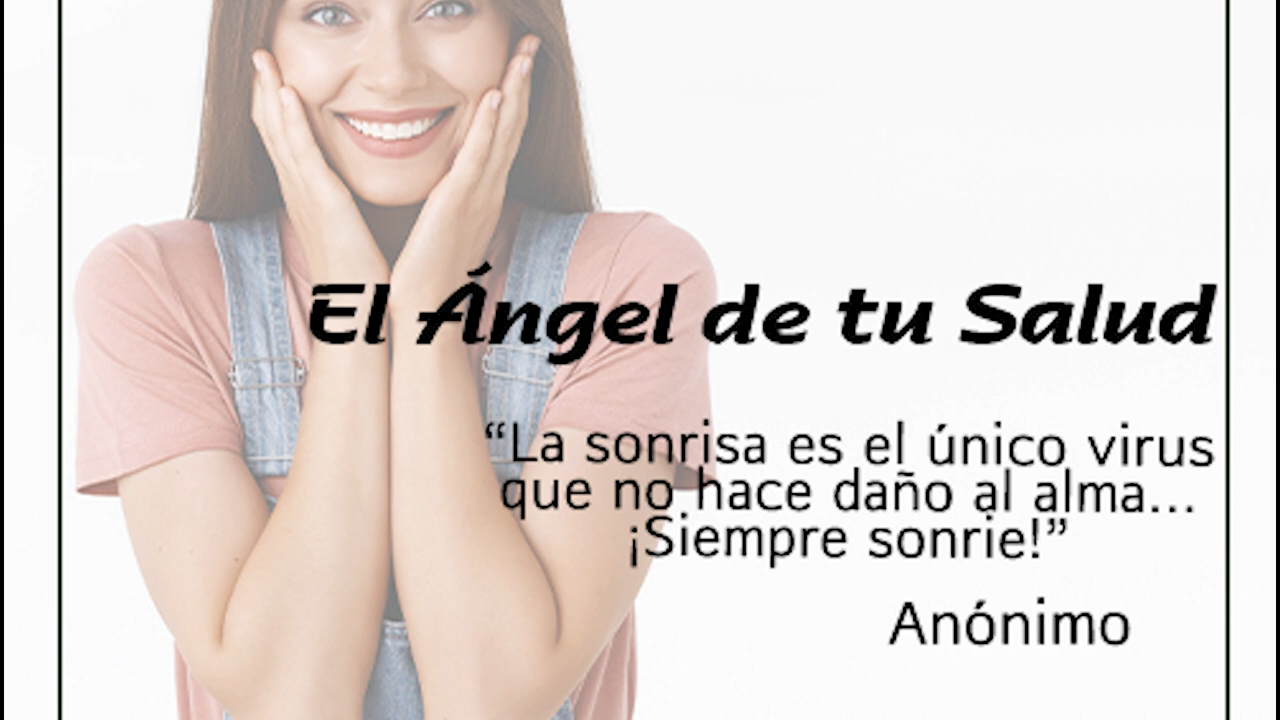 El Ángel de tu Salud
“La sonrisa es el único virus
que no hace daño al alma...
¡Siempre sonrie!”
Anónimo